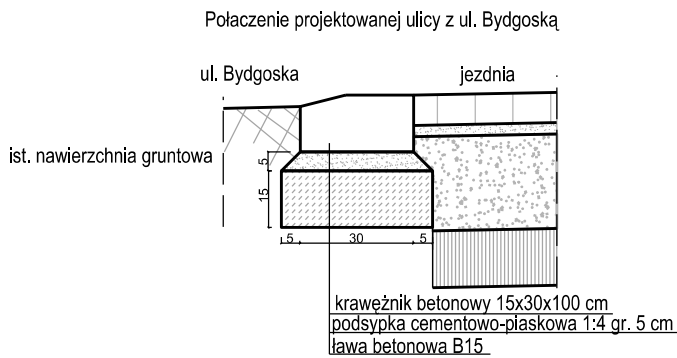 Połaczenie projektowanej ulicy z ul. Bydgoską
ul. Bydgoska
jezdnia
ist. nawierzchnia gruntowa
5
15
5
30
5
krawężnik betonowy 15x30x100 cm
podsypka cementowo-piaskowa 1:4 gr. 5 cm
ława betonowa B15